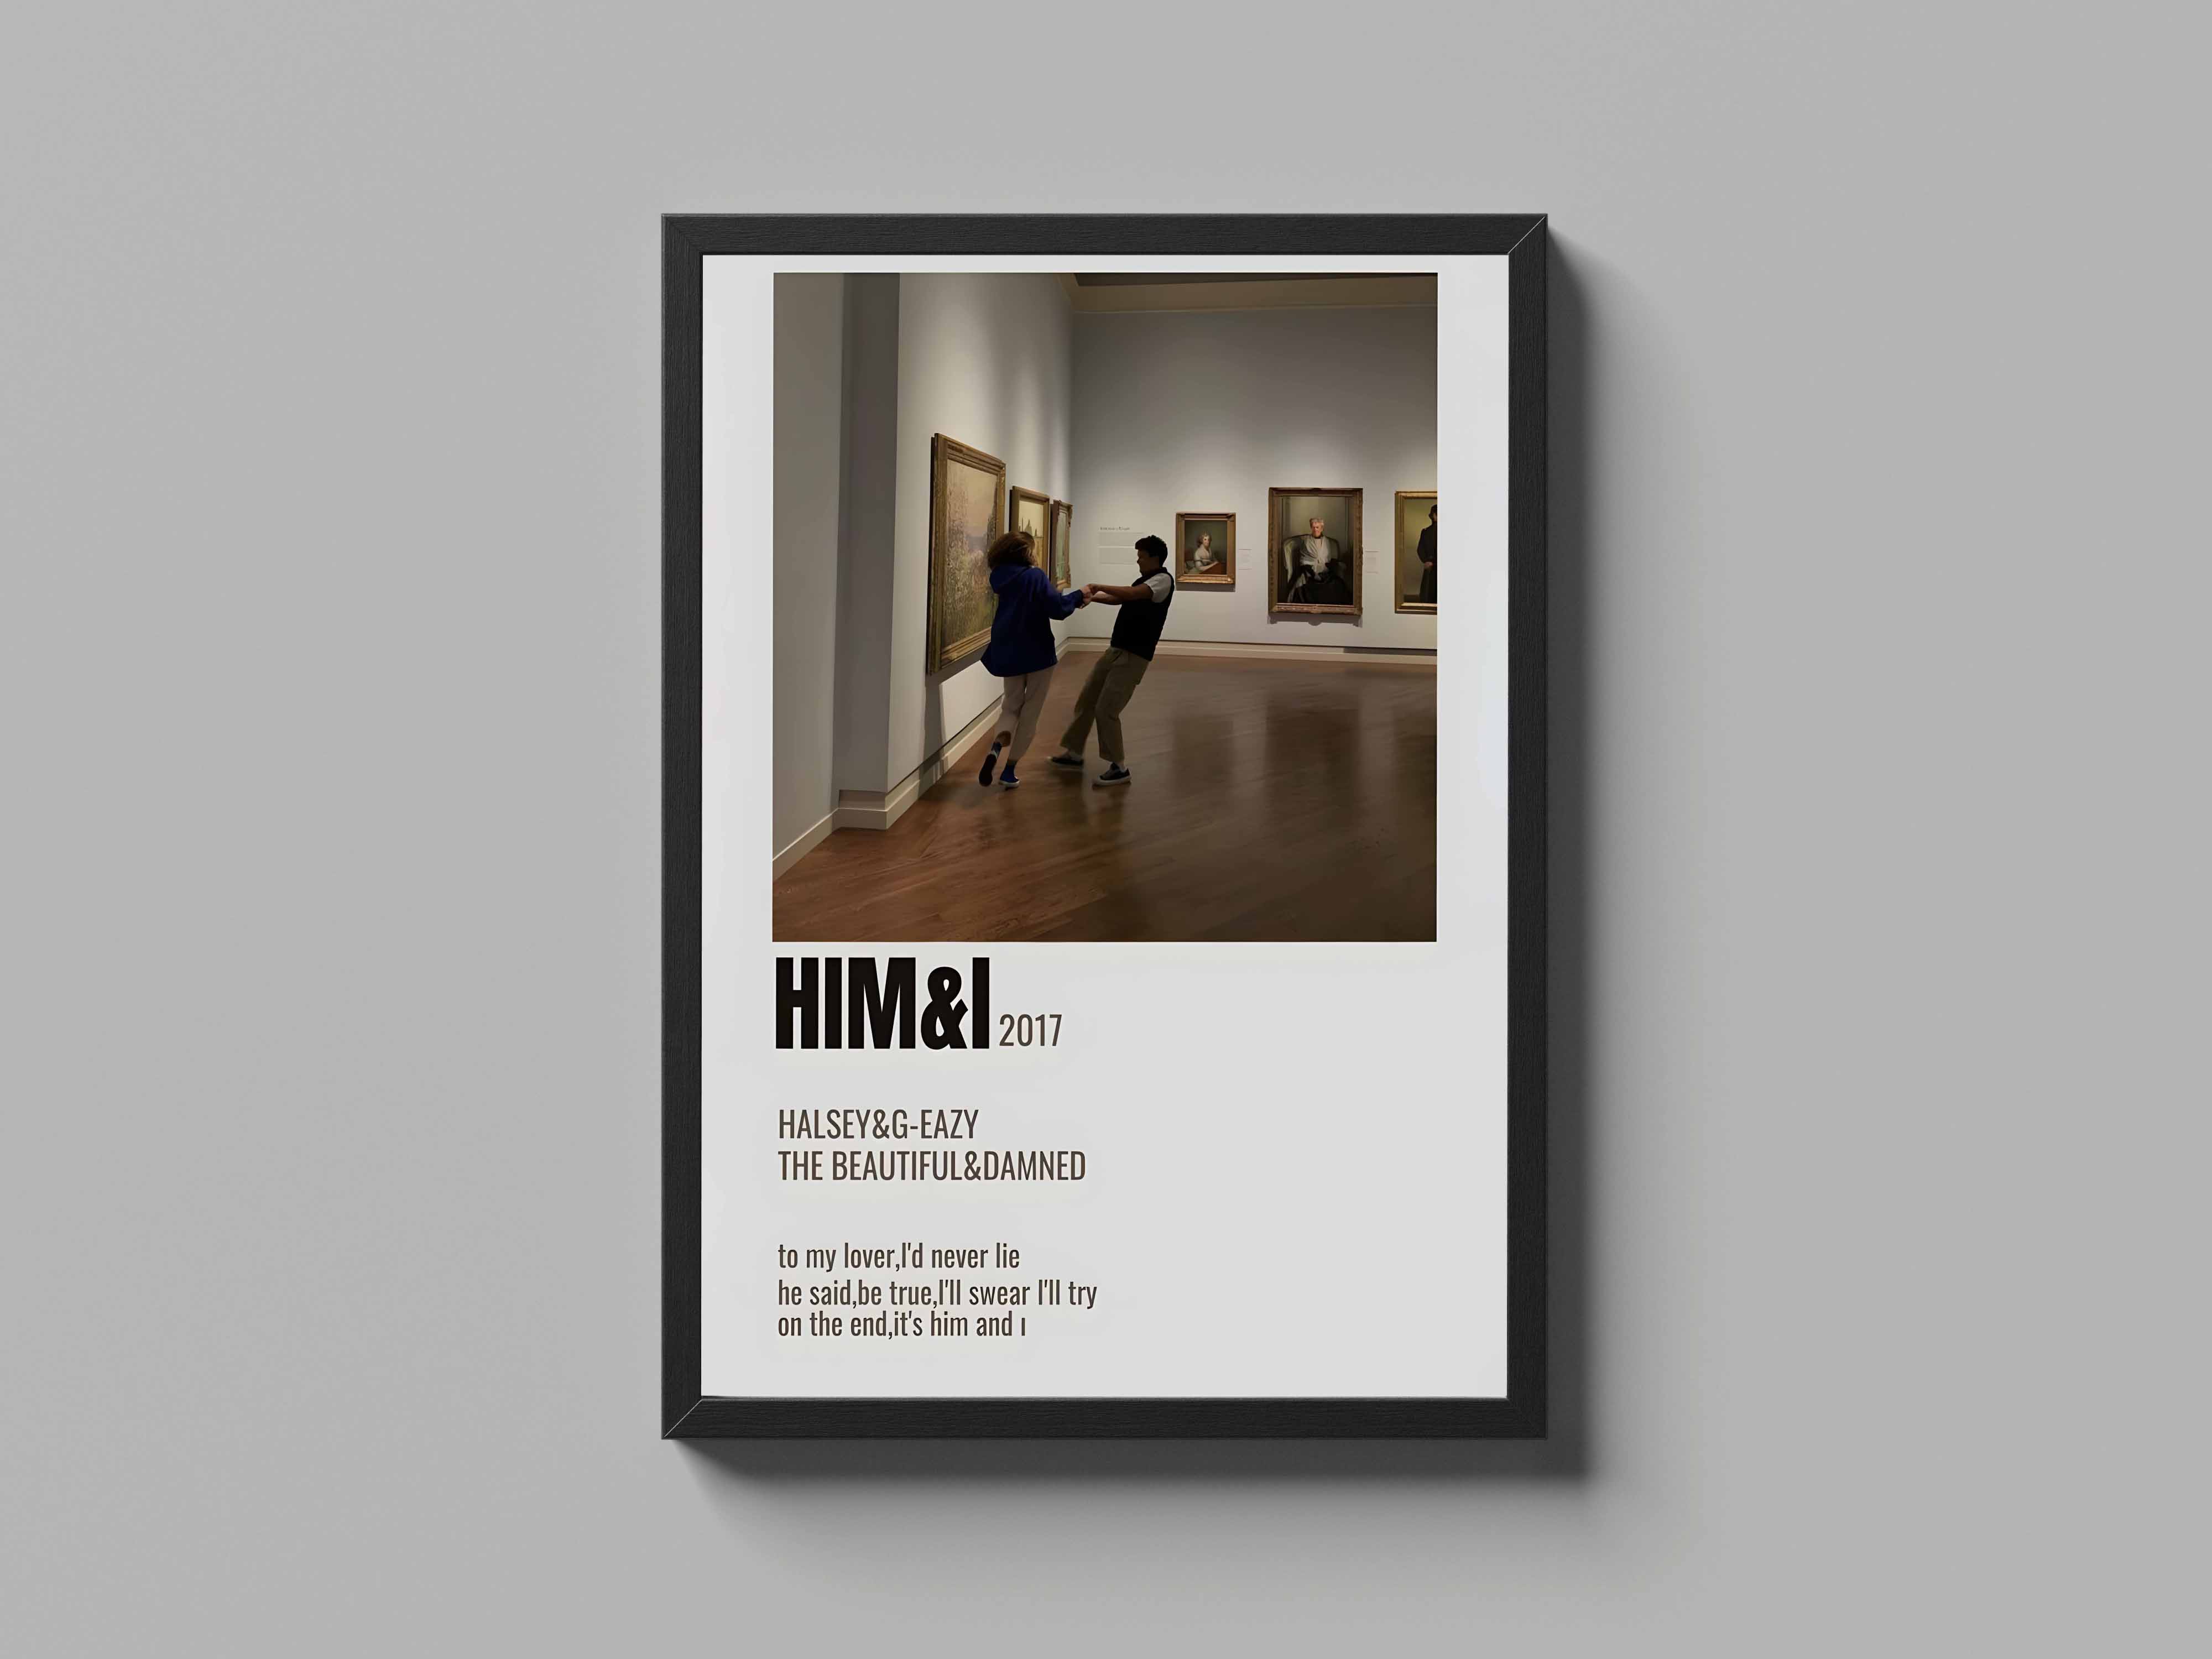 HIM&I 2017
HALSEY&G-EAZY
THE BEAUTIFUL&DAMNED
to my lover,I'd never lie
he said,be true,I'll swear I'll try
on the end,it's him and ı